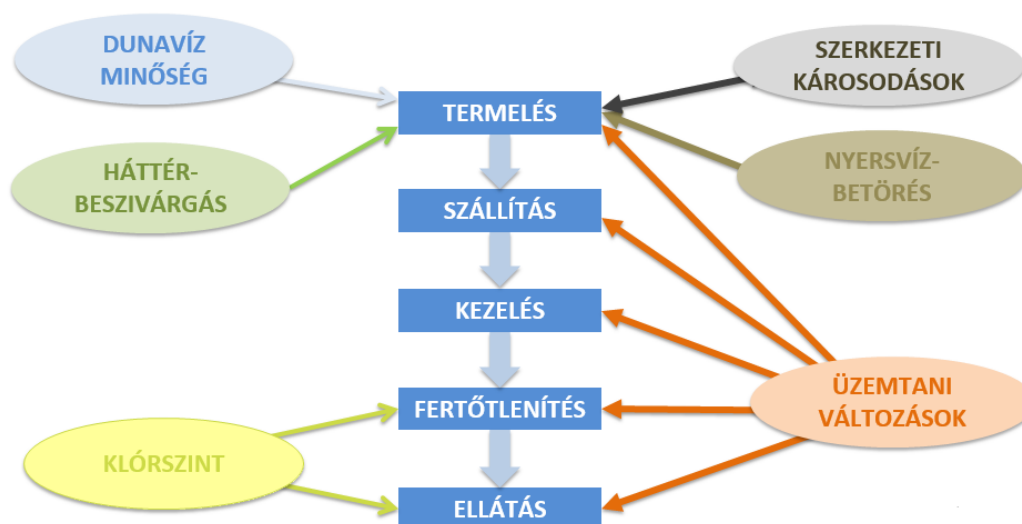 DUNAVÍZ
MINŐSÉG
SZERKEZETI
KÁROSODÁSOK
TERMELÉS
HÁTTÉR-
BESZIVÁRGÁS
NYERSVÍZ-
BETÖRÉS
SZÁLLÍTÁS
KEZELÉS
FERTŐTLENÍTÉS
ÜZEMTANI
VÁLTOZÁSOK
KLÓRSZINT
ELLÁTÁS